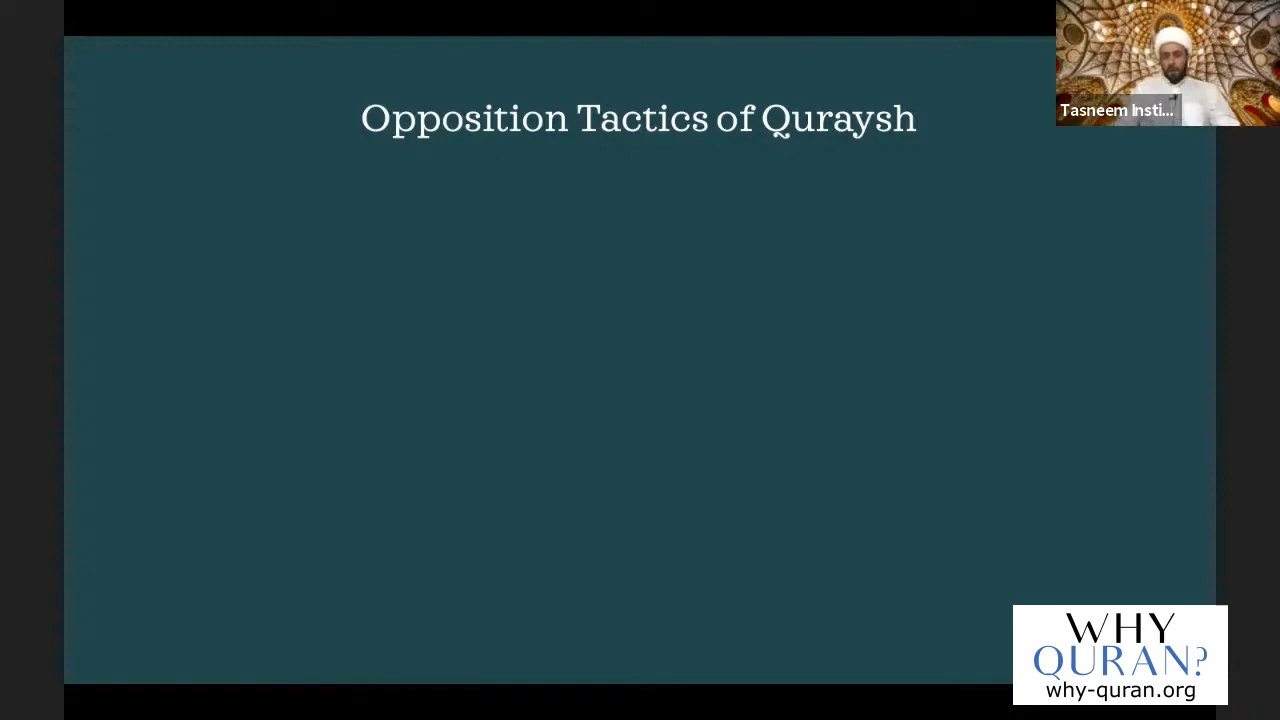 Opposition Tactics of Quraysh
Tasneem Insti...
WHY
QURAN?
why-quran.org